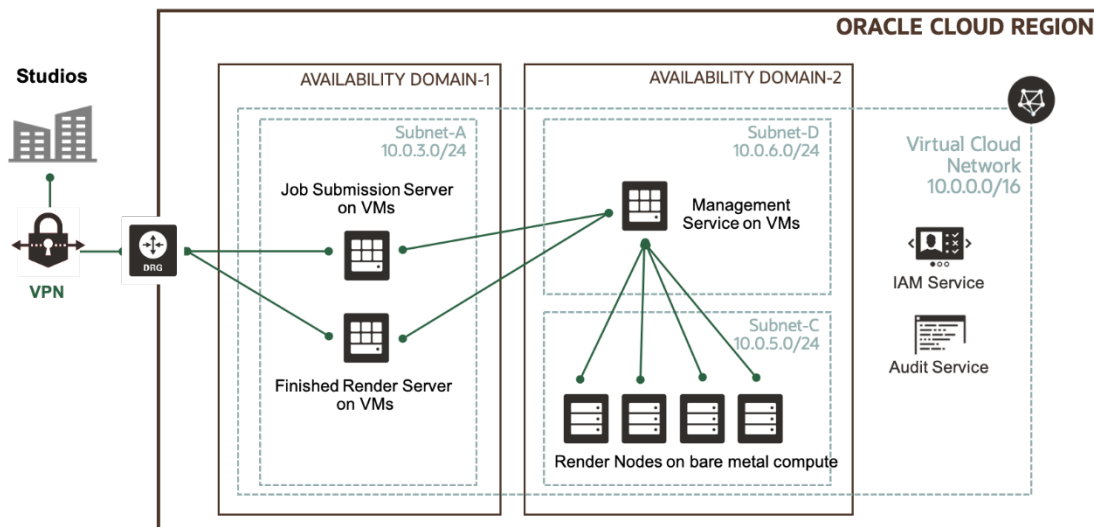 ORACLE CLOUD REGION
Studios
VPN
DRG
AVAILABILITY DOMAIN-1
Subnet-A
10.0.3.0/24
Job Submission Server
on VMs
Finished Render Server
on VMs
AVAILABILITY DOMAIN-2
Subnet-D
10.0.6.0/24
Management
Service on VMs
Subnet-C
10.0.5.0/24
Render Nodes on bare metal compute
Virtual Cloud
Network
10.0.0.0/16
IAM Service
Audit Service